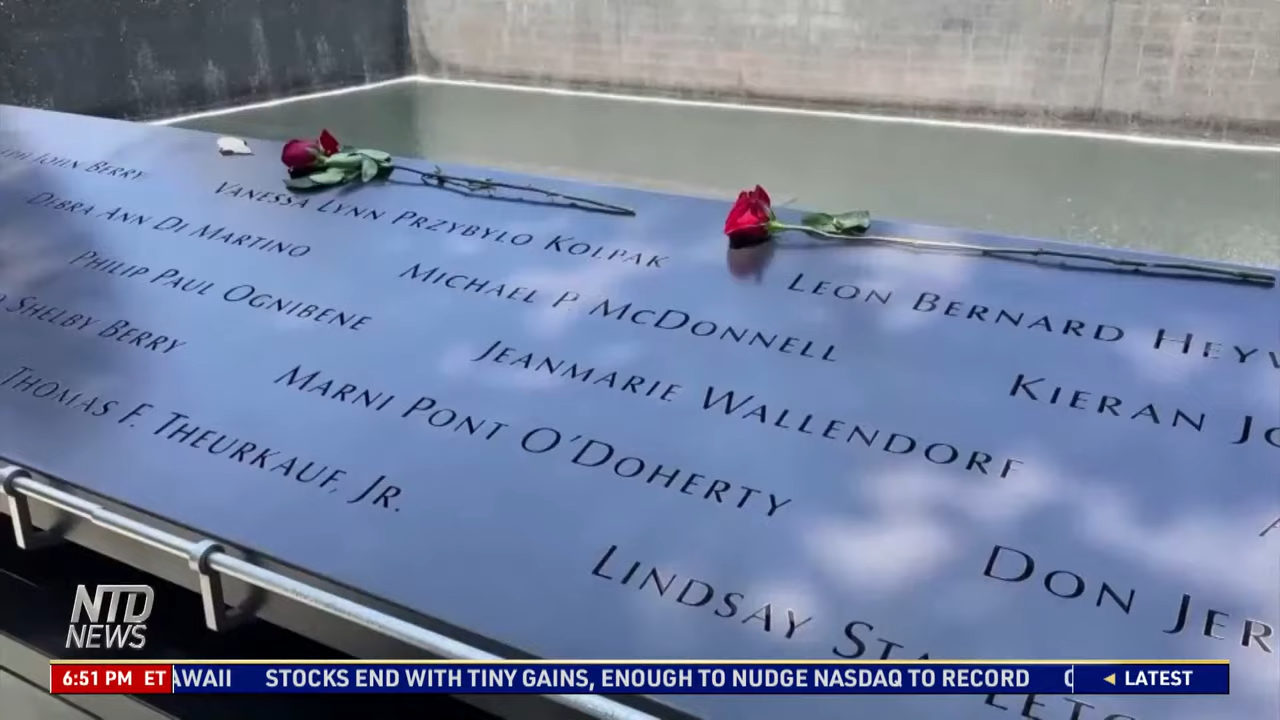 JOHN BERRY
VANESSA LYNN PRZYBYLO KOLPAK
LEON BERNARD
DEBRA ANN DI MARTINO
MICHAEL P. MCDONNELL
KIERAN
PHILIP PAUL OGNIBENE
JEANMARIE WALLENDORF
SHELBY BERRY
MARNI PONT O'DOHERTY
DON
THOMAS F. THEURKAUF, JR.
LINDSAY
NTD
NEWS
6:51 PM ET
STOCKS END WITH TINY GAINS, ENOUGH TO NUDGE NASDAQ TO RECORD
LATEST